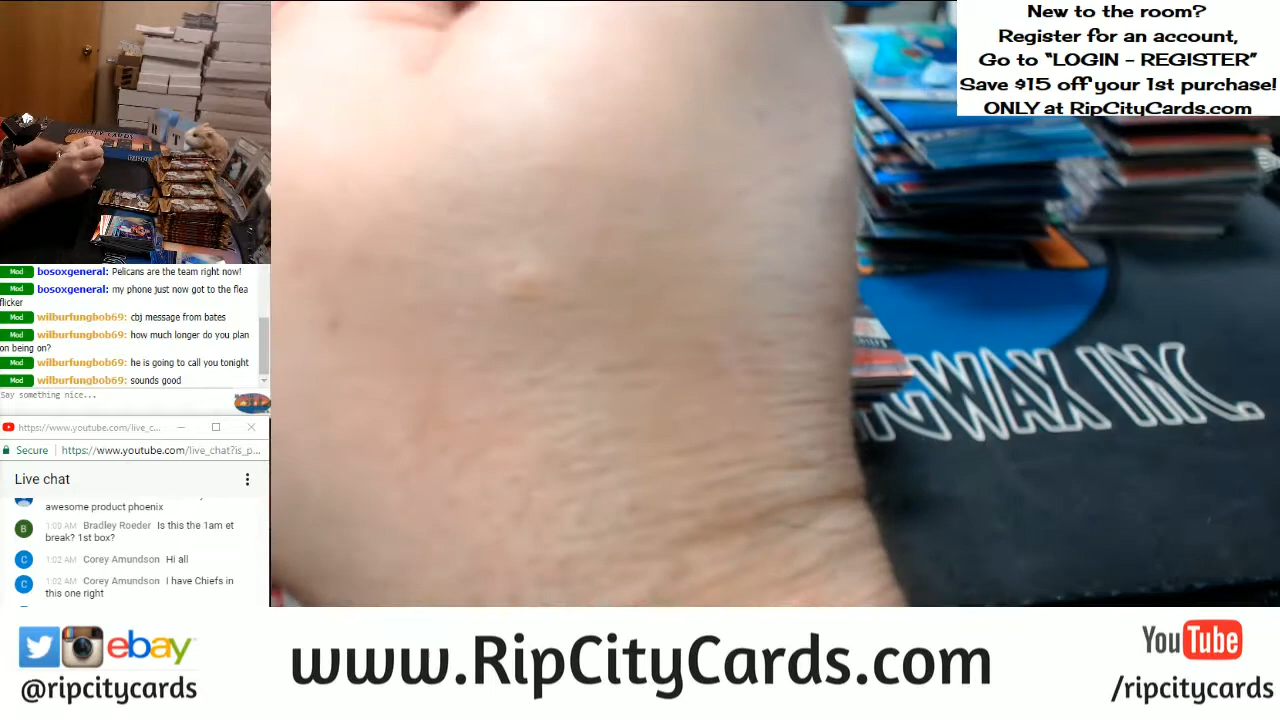 New to the room?
Register for an account,
Go to “LOGIN - REGISTER”
Save $15 off your 1st purchase!
ONLY at RipCityCards.com
RIP CITY CARDS
Mod bosoxgeneral: Pelicans are the team right now!
Mod bosoxgeneral: my phone just now got to the flea
flicker
Mod wilburfungbob69: cbj message from bates
Mod wilburfungbob69: how much longer do you plan
on being on?
Mod wilburfungbob69: he is going to call you tonight
Mod wilburfungbob69: sounds good
Say something nice...
https://www.youtube.com/live_c...
Secure https://www.youtube.com/live_chat?is_p...
Live chat
awesome product phoenix
B 1:00 AM Bradley Roeder Is this the 1am et
break? 1st box?
C 1:02 AM Corey Amundson Hi all
C 1:02 AM Corey Amundson I have Chiefs in
this one right
WAX INC.
ebay
@ripcitycards
www.RipCityCards.com
YouTube
/ripcitycards